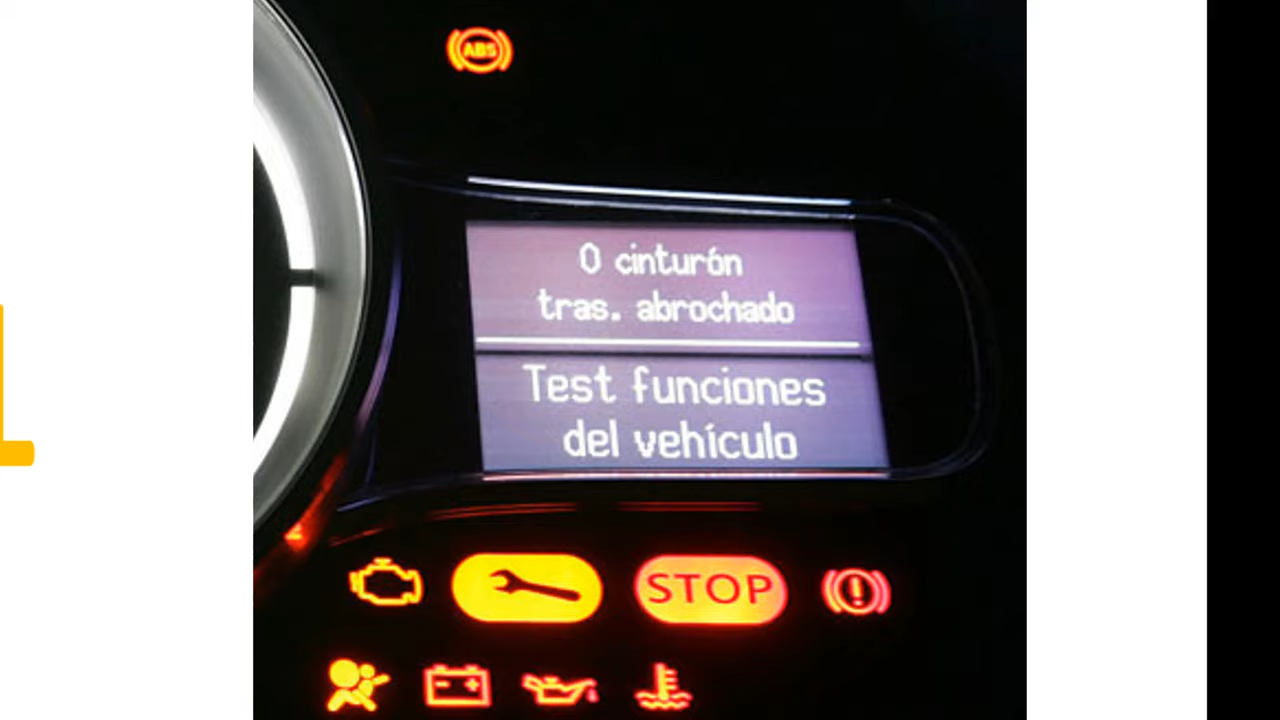 ABS
0 cinturón
tras. abrochado
Test funciones
del vehículo
STOP